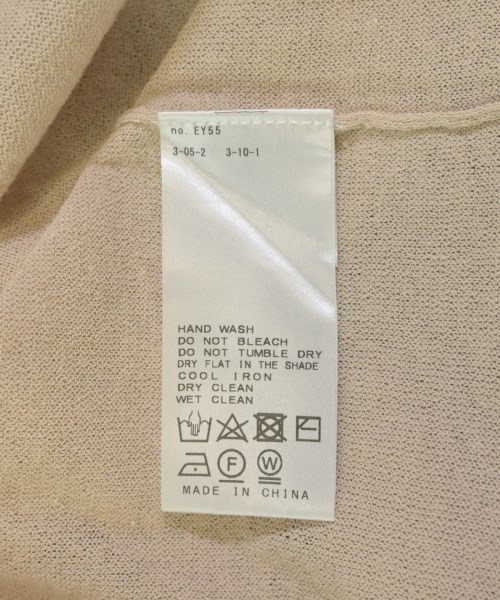 no. EY55
3-05-2 3-10-1
HAND WASH
DO NOT BLEACH
DO NOT TUMBLE DRY
DRY FLAT IN THE SHADE
COOL IRON
DRY CLEAN
WET CLEAN
F W
MADE IN CHINA